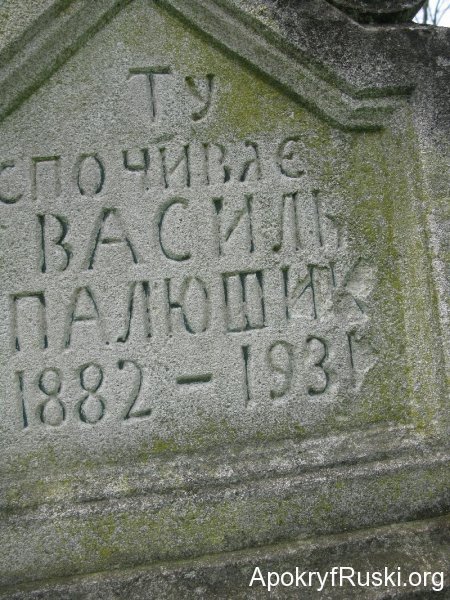 ТУ
СПОЧИВАЄ
ВАСИЛЬ
ПАЛЮШИК
1882 – 1931
ApokryfRuski.org